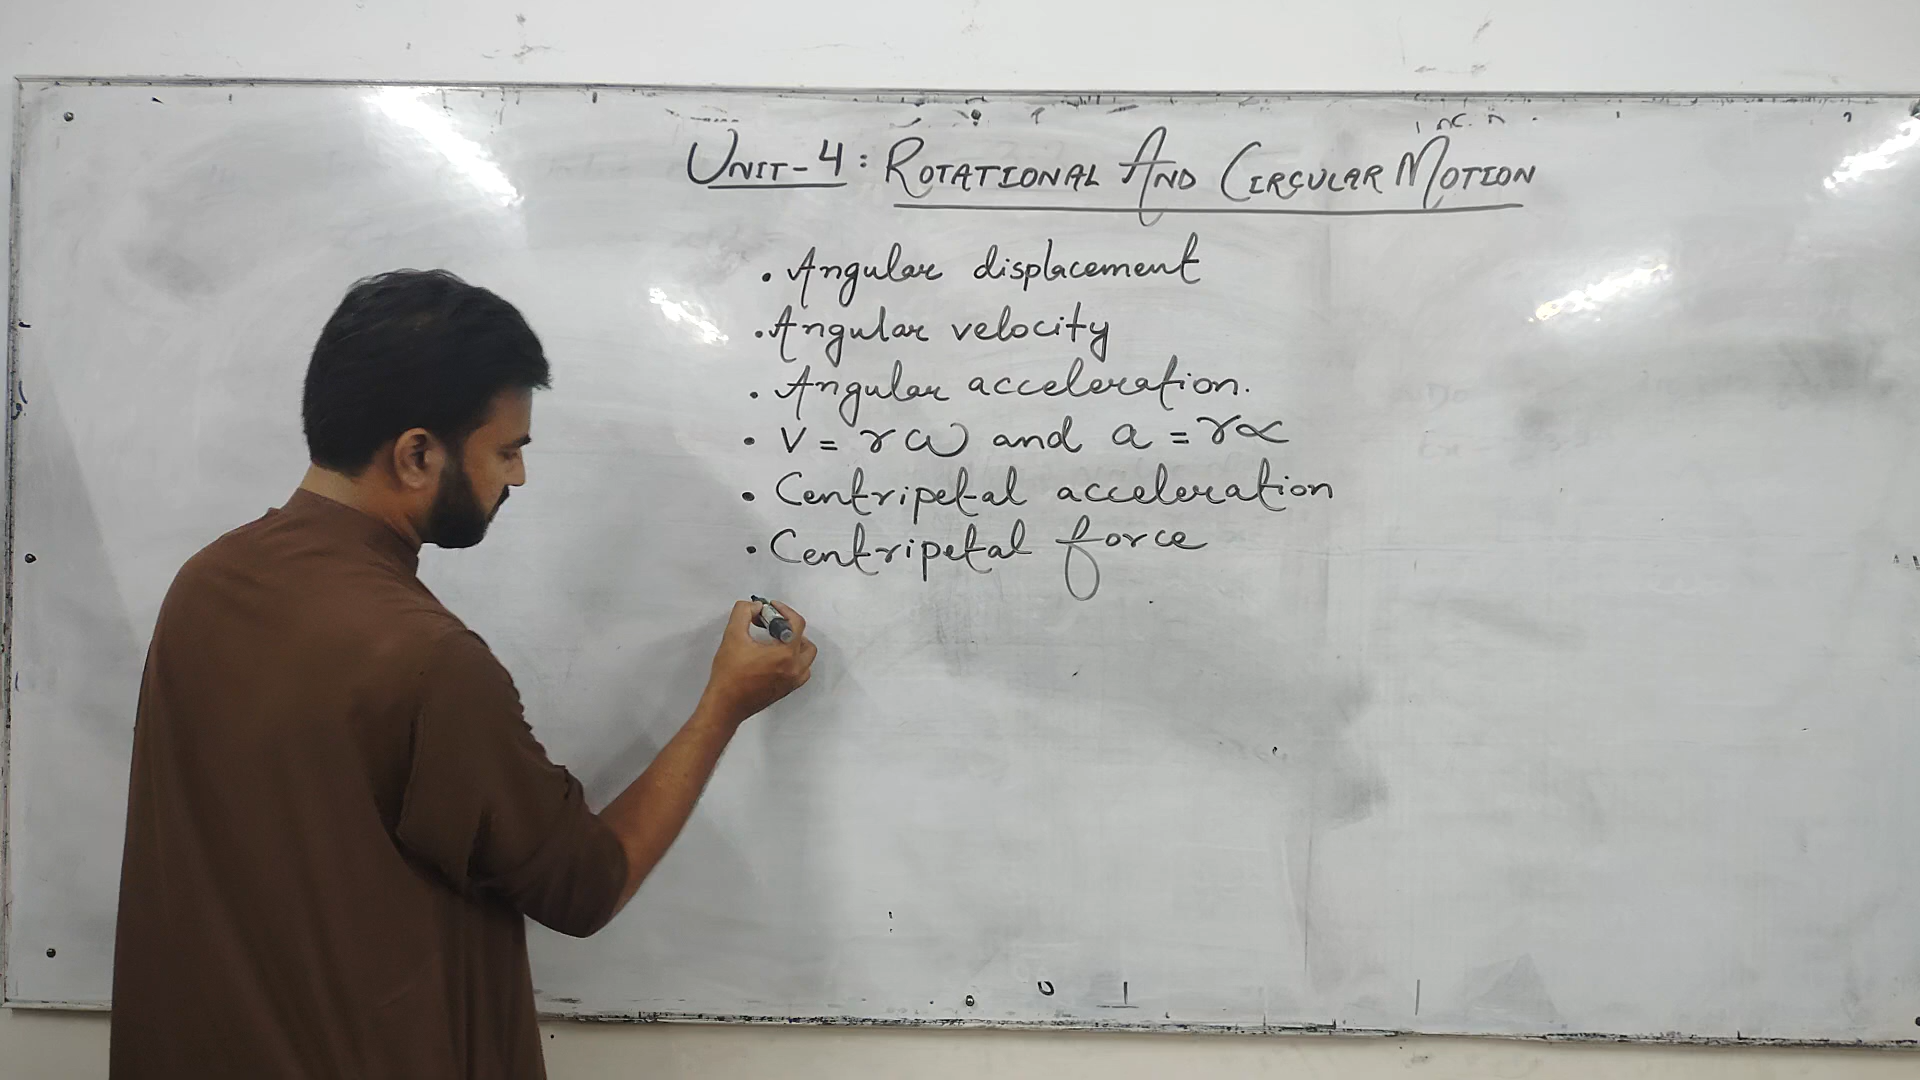 UNIT-4: ROTATIONAL AND CIRCULAR MOTION
. Angular displacement
. Angular velocity
. Angular acceleration.
• V = rω and a = rα
• Centripetal acceleration
• Centripetal force